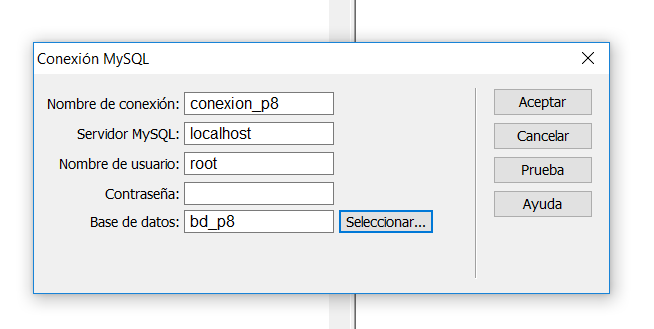 Conexión MySQL
Nombre de conexión: conexion_p8
Servidor MySQL: localhost
Nombre de usuario: root
Contraseña:
Base de datos: bd_p8 Seleccionar...
Aceptar
Cancelar
Prueba
Ayuda